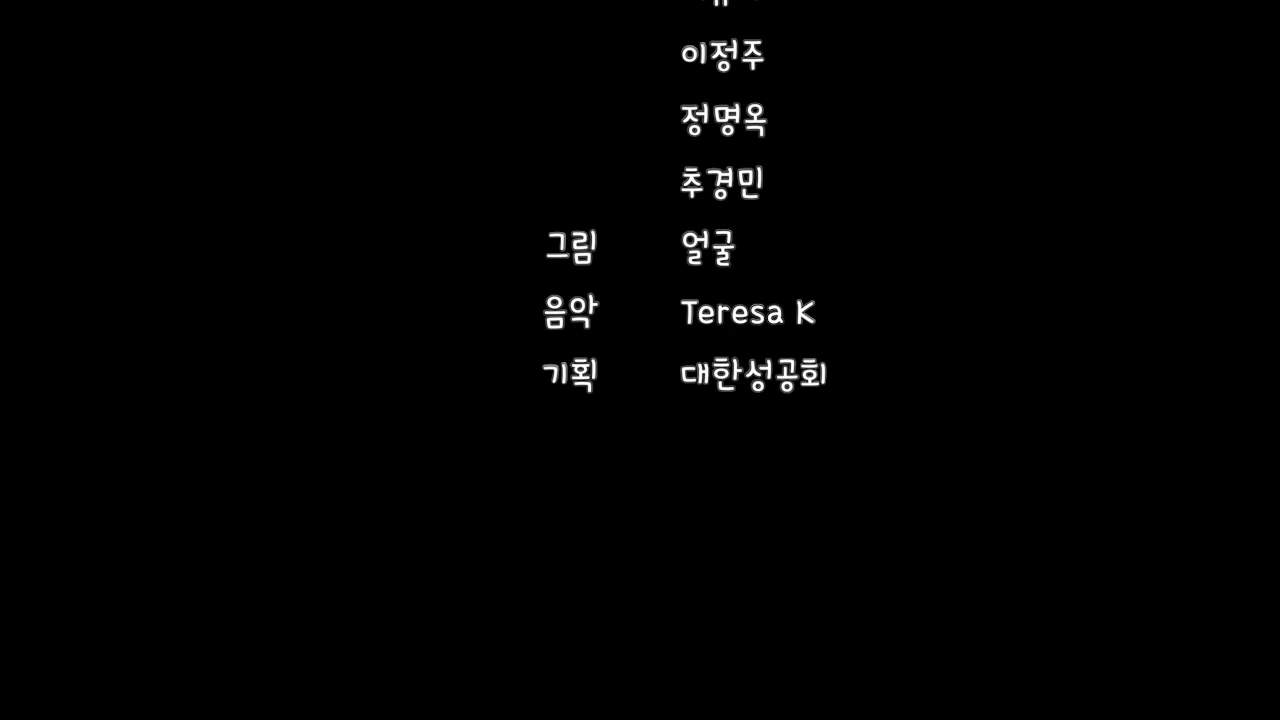 이정주
정명옥
추경민
그림 얼굴
음악 Teresa K
기획 대한성공회